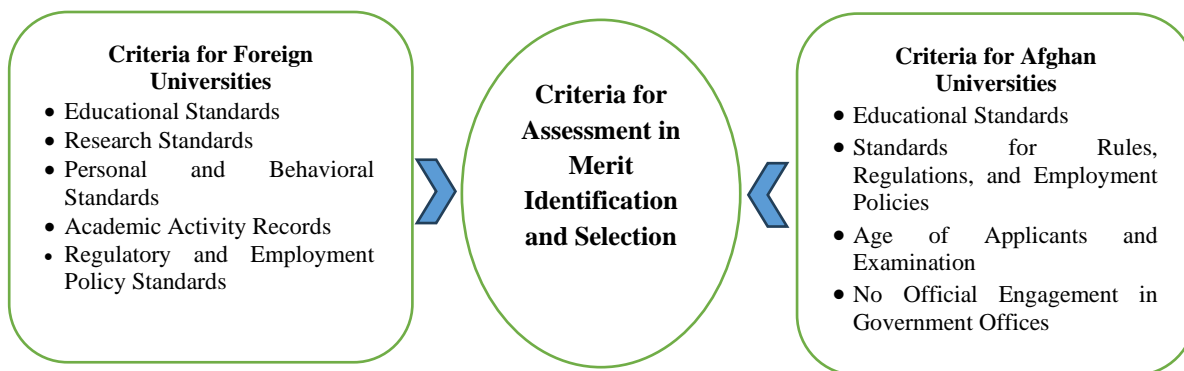 Criteria for Foreign
Universities
• Educational Standards
• Research Standards
• Personal and Behavioral
Standards
• Academic Activity Records
• Regulatory and Employment
Policy Standards
Criteria for
Assessment in
Merit
Identification
and Selection
Criteria for Afghan
Universities
• Educational Standards
• Standards for Rules,
Regulations, and Employment
Policies
• Age of Applicants and
Examination
• No Official Engagement in
Government Offices